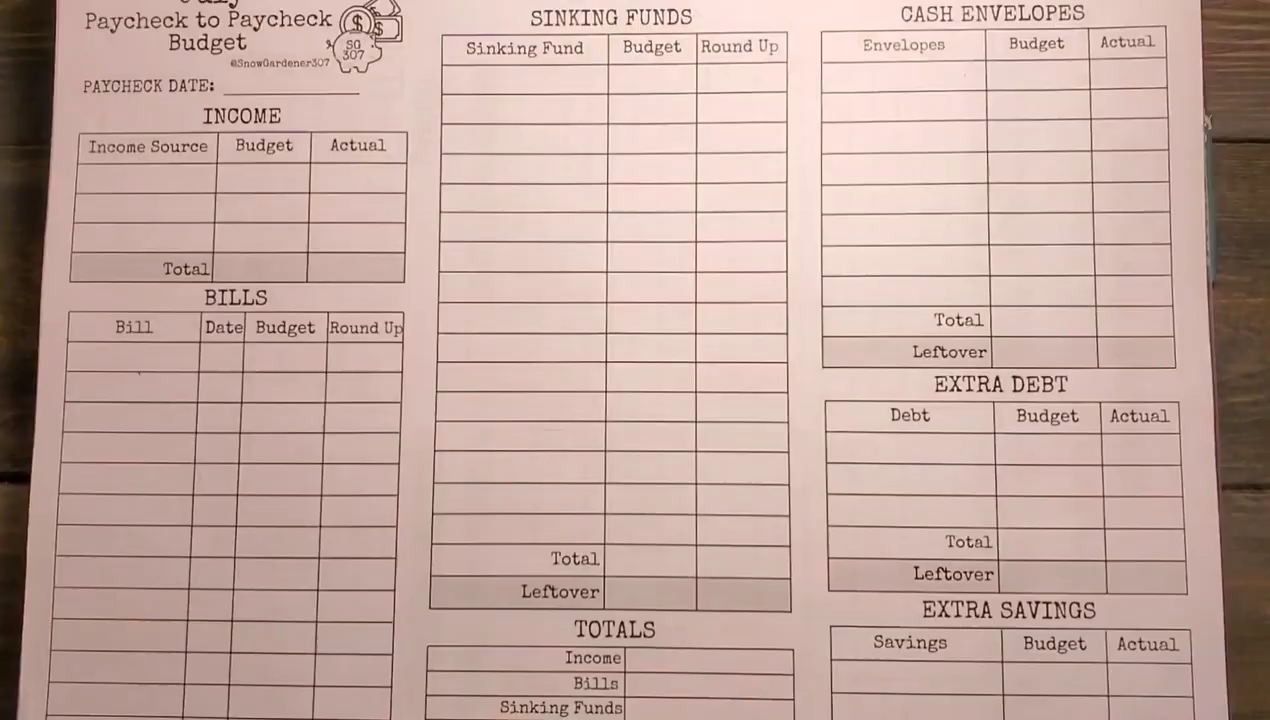 Paycheck to Paycheck
Budget
$ $
SG
307
@SnowGardener307
PAYCHECK DATE:
INCOME
Income Source Budget Actual
Total
BILLS
Bill Date Budget Round Up
SINKING FUNDS
Sinking Fund Budget Round Up
Total
Leftover
TOTALS
Income
Bills
Sinking Funds
CASH ENVELOPES
Envelopes Budget Actual
Total
Leftover
EXTRA DEBT
Debt Budget Actual
Total
Leftover
EXTRA SAVINGS
Savings Budget Actual